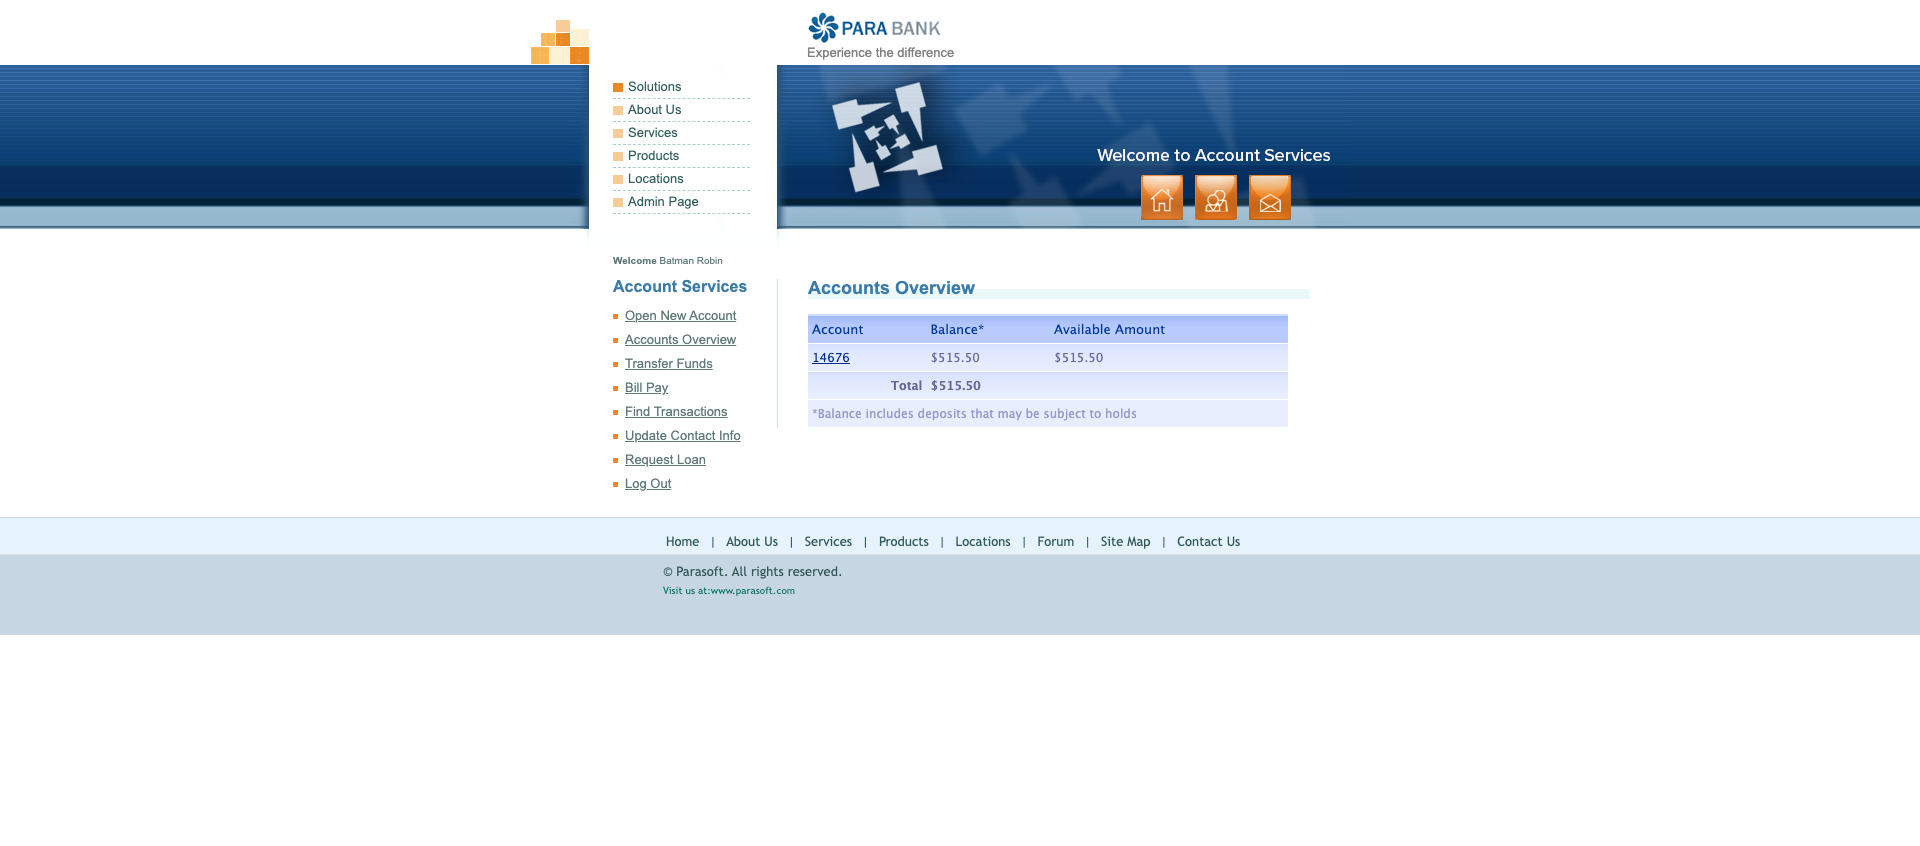 PARA BANK
Experience the difference
Solutions
About Us
Services
Products
Locations
Admin Page
Welcome to Account Services
Welcome Batman Robin
Account Services
Open New Account
Accounts Overview
Transfer Funds
Bill Pay
Find Transactions
Update Contact Info
Request Loan
Log Out
Accounts Overview
Account Balance* Available Amount
14676 $515.50 $515.50
Total $515.50
*Balance includes deposits that may be subject to holds
Home | About Us | Services | Products | Locations | Forum | Site Map | Contact Us
© Parasoft. All rights reserved.
Visit us at:www.parasoft.com